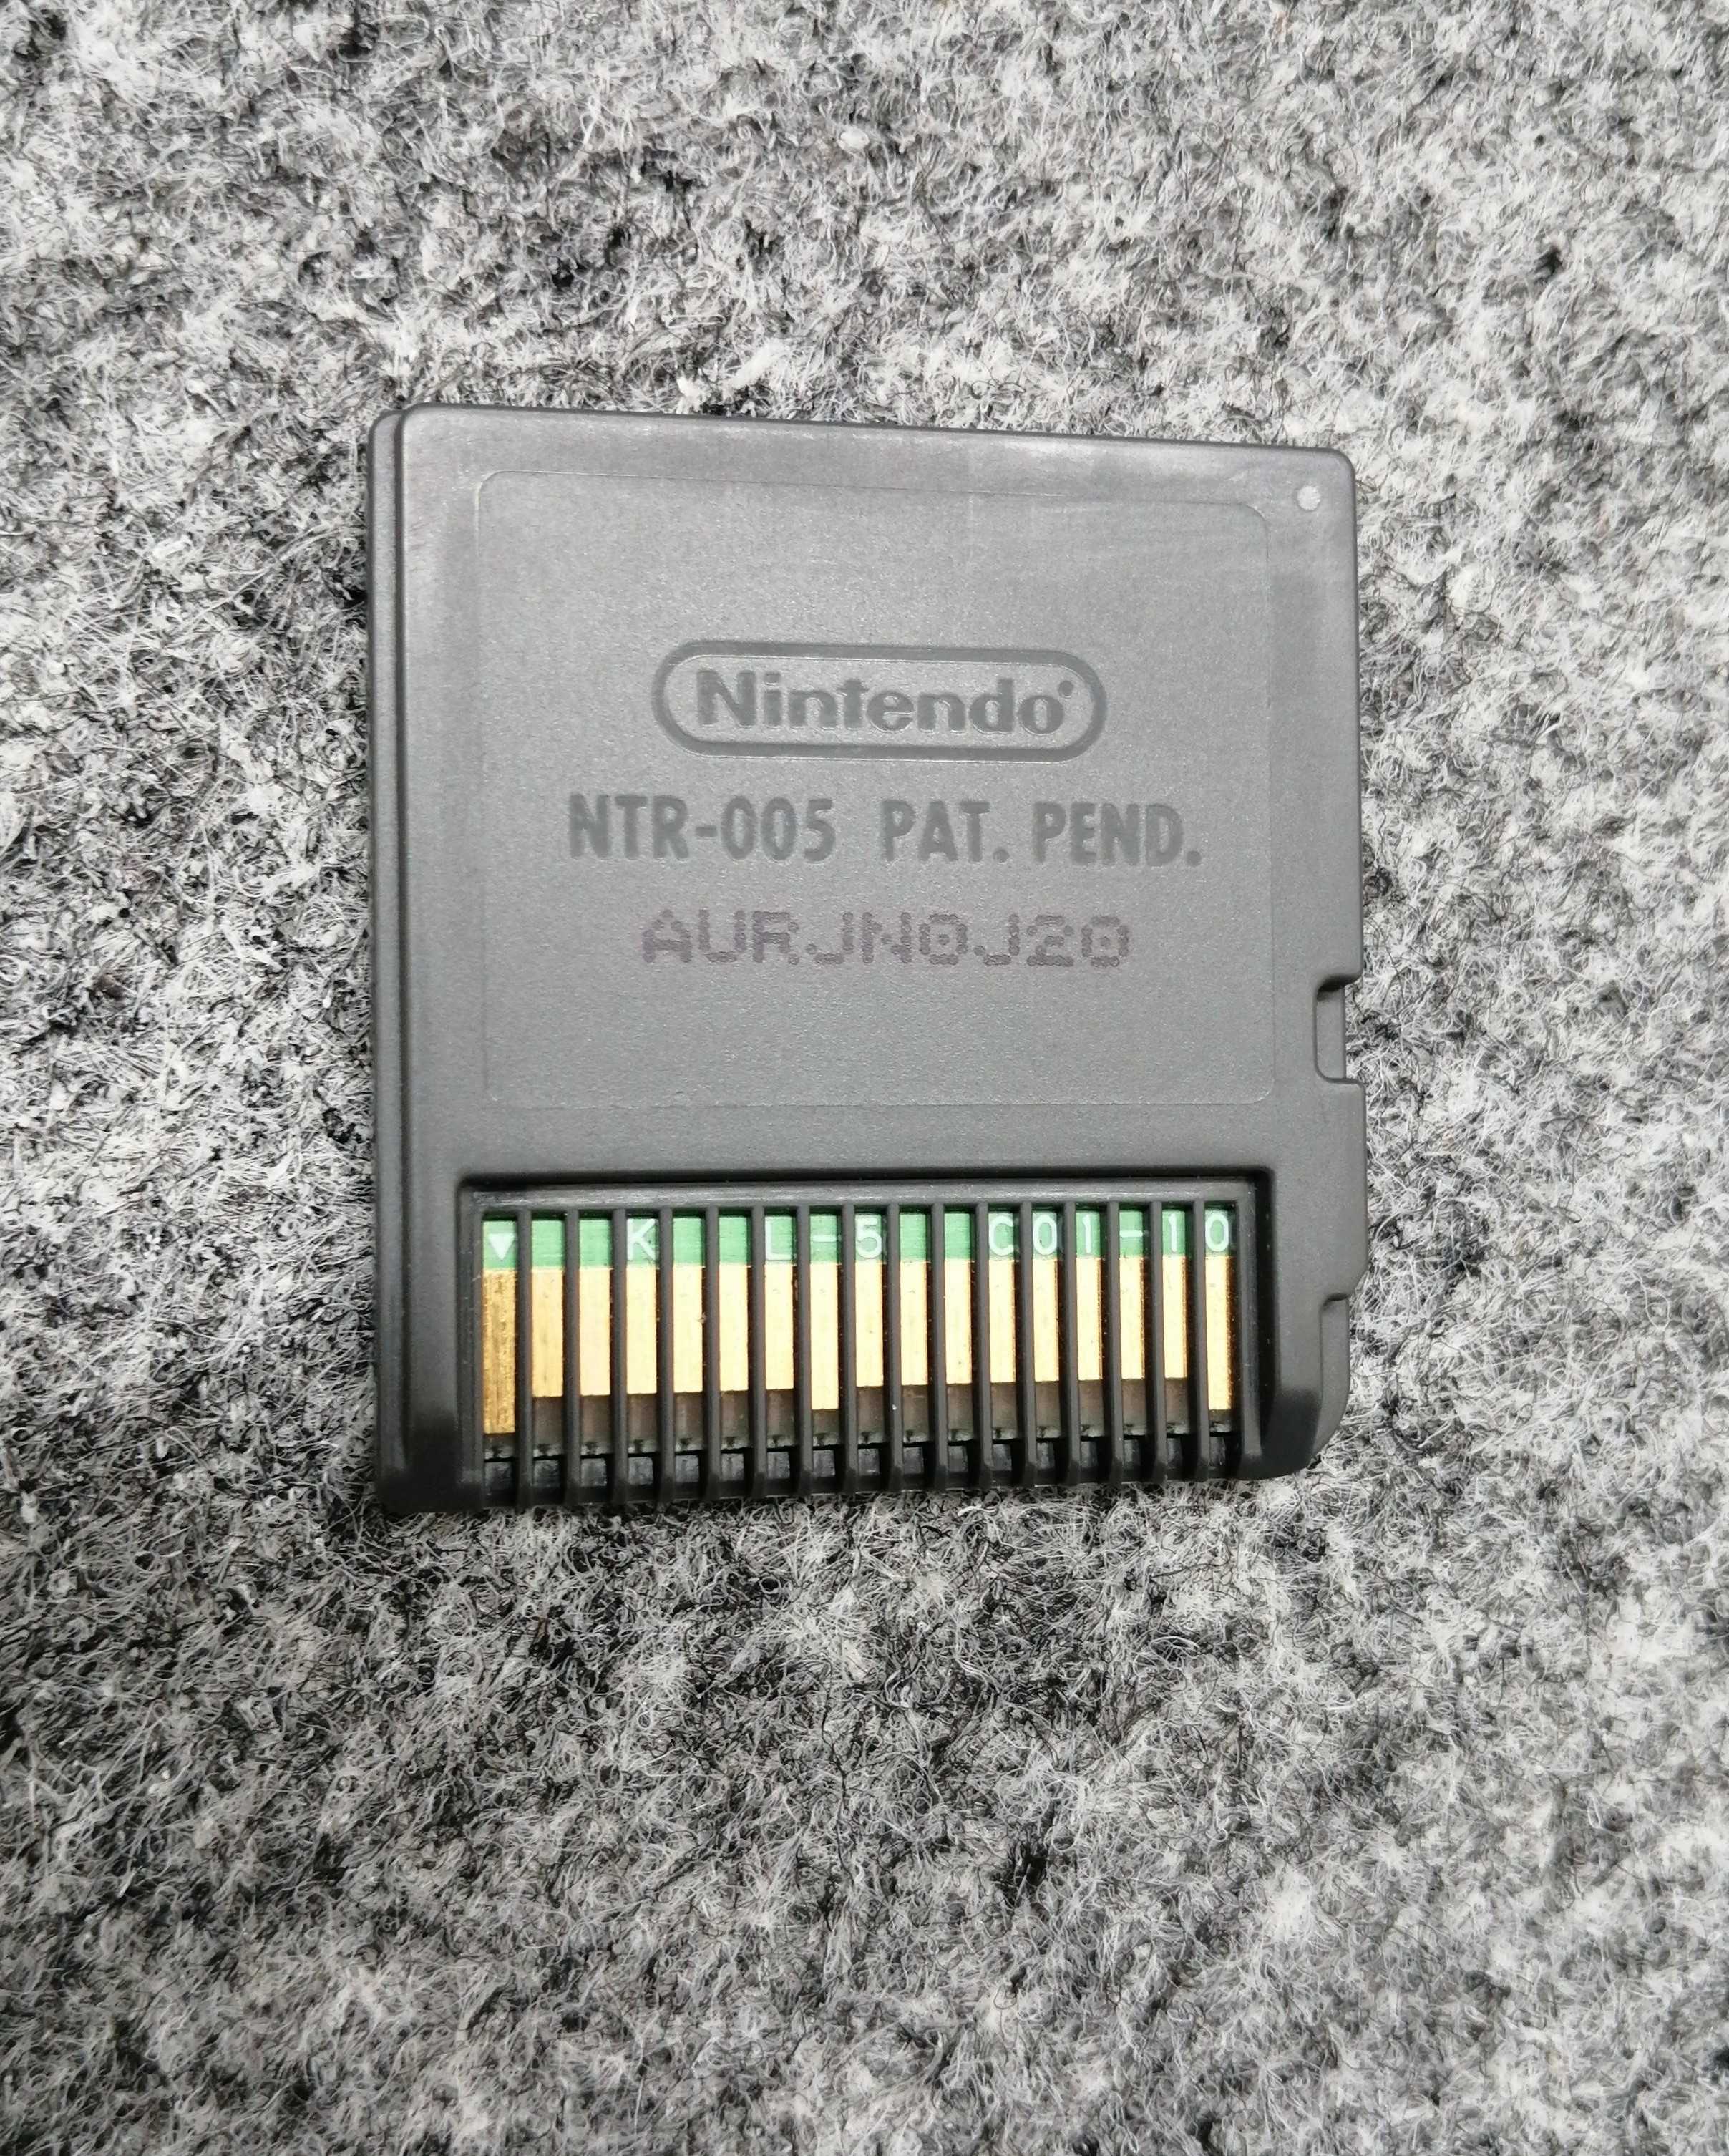 Nintendo®
NTR-005 PAT. PEND.
AURJN0J20
▼ K L-5 C01-10